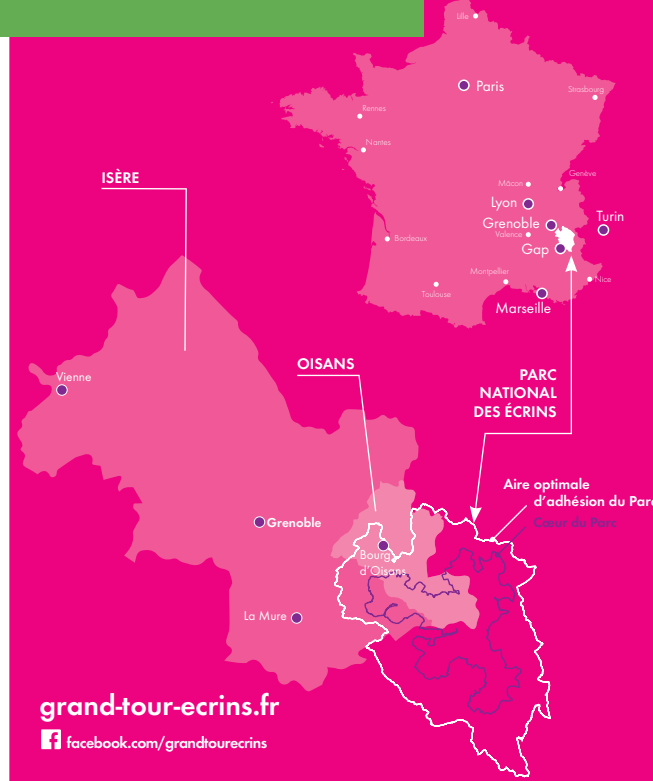 Lille
Paris
Strasbourg
Rennes
Nantes
Genève
Mâcon
Lyon
Grenoble
Turin
Valence
Bordeaux
Gap
Montpellier
Nice
Toulouse
Marseille
ISÈRE
Vienne
OISANS
PARC
NATIONAL
DES ÉCRINS
Aire optimale
d’adhésion du Parc
Cœur du Parc
Grenoble
Bourg
d’Oisans
La Mure
grand-tour-ecrins.fr
facebook.com/grandtourecrins